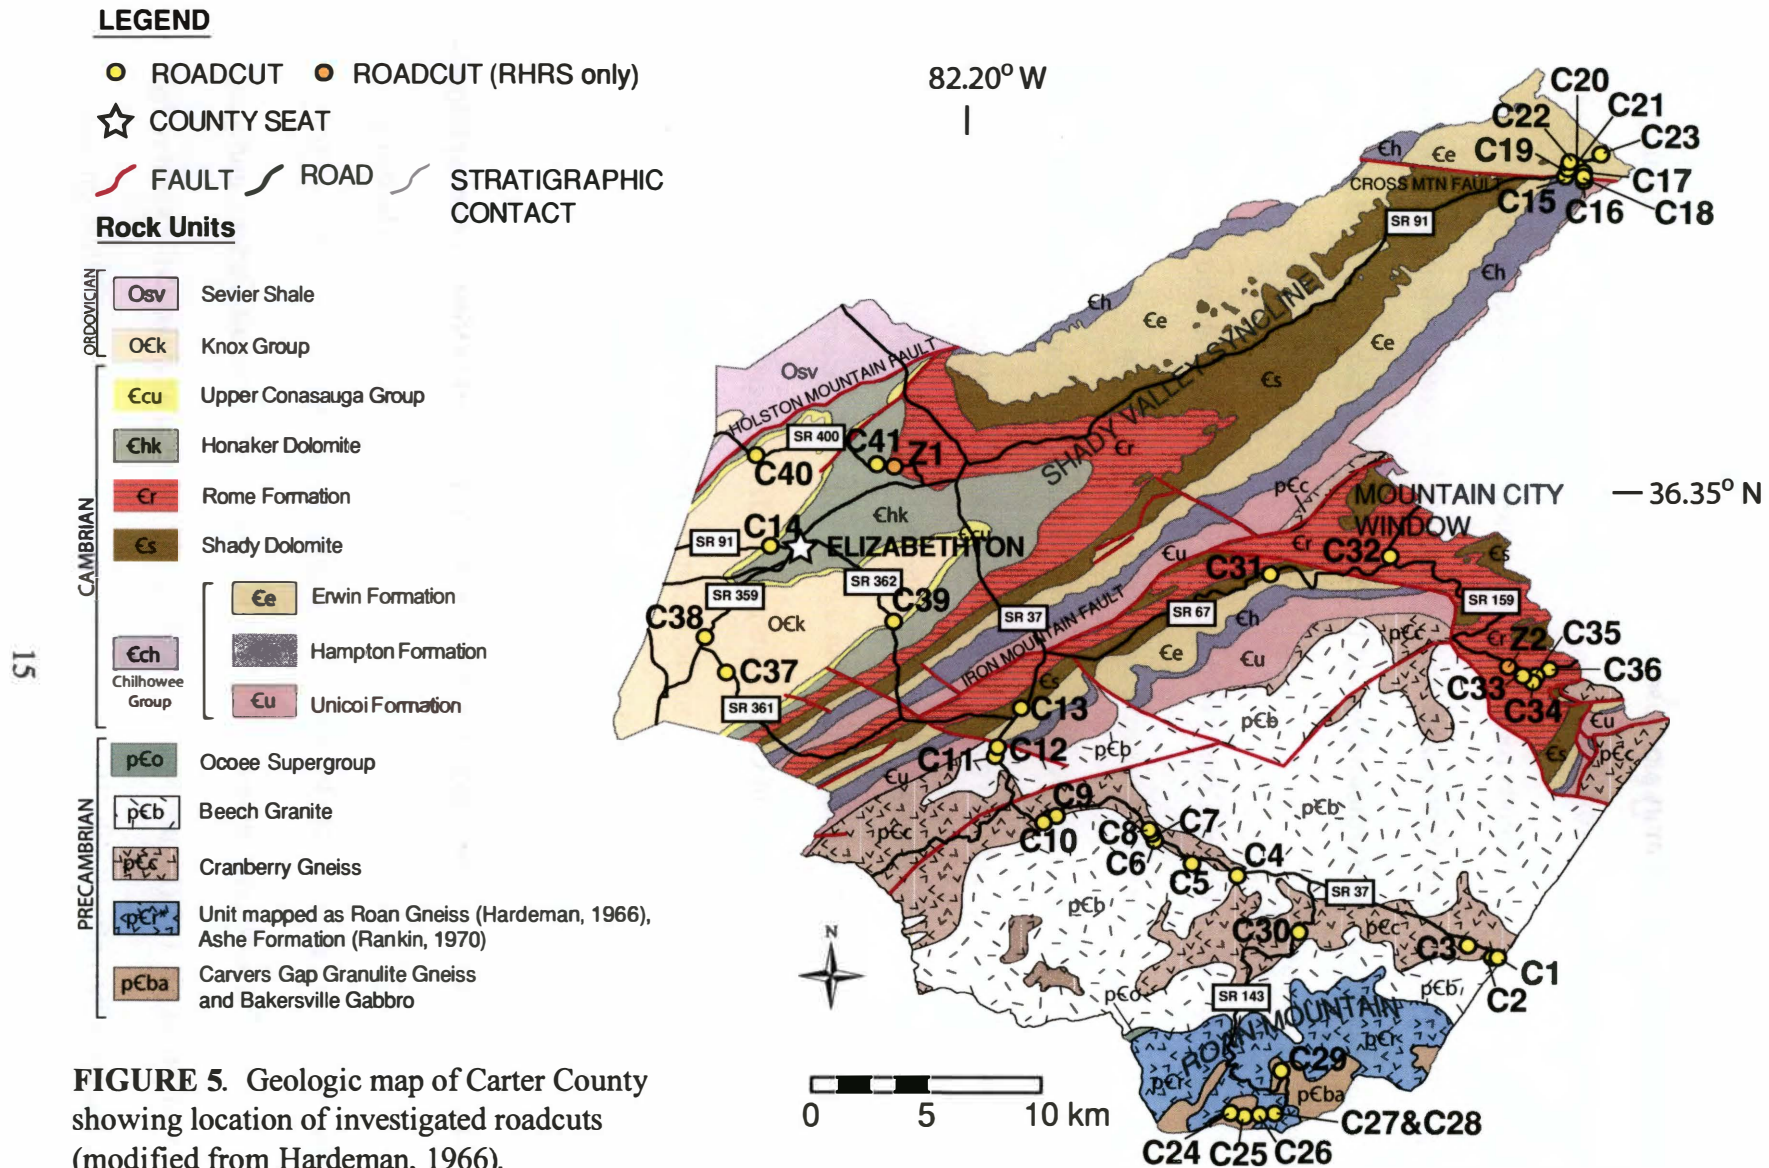 LEGEND
ROADCUT
ROADCUT (RHRS only)
COUNTY SEAT
FAULT
ROAD
STRATIGRAPHIC
CONTACT
Rock Units
ORDOVICIAN
Osv Sevier Shale
O€k Knox Group
CAMBRIAN
€cu Upper Conasauga Group
€hk Honaker Dolomite
€r Rome Formation
€s Shady Dolomite
€e Erwin Formation
€ch
Chilhowee
Group
Hampton Formation
€u Unicoi Formation
PRECAMBRIAN
p€o Ocoee Supergroup
p€b Beech Granite
p€c Cranberry Gneiss
p€r Unit mapped as Roan Gneiss (Hardeman, 1966),
Ashe Formation (Rankin, 1970)
p€ba Carvers Gap Granulite Gneiss
and Bakersville Gabbro
15
FIGURE 5. Geologic map of Carter County
showing location of investigated roadcuts
(modified from Hardeman, 1966).
82.20° W
36.35° N
C20
C21
C22
C23
C19
C17
C15
C16
C18
€h
€e
CROSS MTN FAULT
SR 91
€h
€h
€e
€e
€s
SHADY VALLEY SYNCLINE
Osv
HOLSTON MOUNTAIN FAULT
SR 400
C41
Z1
C40
€r
€hk
C14
SR 91
ELIZABETHTON
€cu
SR 359
SR 362
C39
C38
O€k
C37
SR 361
SR 37
IRON MOUNTAIN FAULT
p€c
MOUNTAIN CITY
WINDOW
€u
€r
C32
€s
C31
SR 67
SR 159
€h
€e
€u
p€c
€r
Z2
C35
C36
C33
C34
€u
€s
p€c
€s
C13
C12
C11
p€b
p€b
€u
p€c
C9
C10
C8
C7
C6
C5
C4
p€b
SR 37
p€b
C30
p€c
C3
C1
C2
p€b
p€o
SR 143
ROAN MOUNTAIN
p€r
p€r
C29
p€ba
C27&C28
C24
C25
C26
N
0
5
10 km